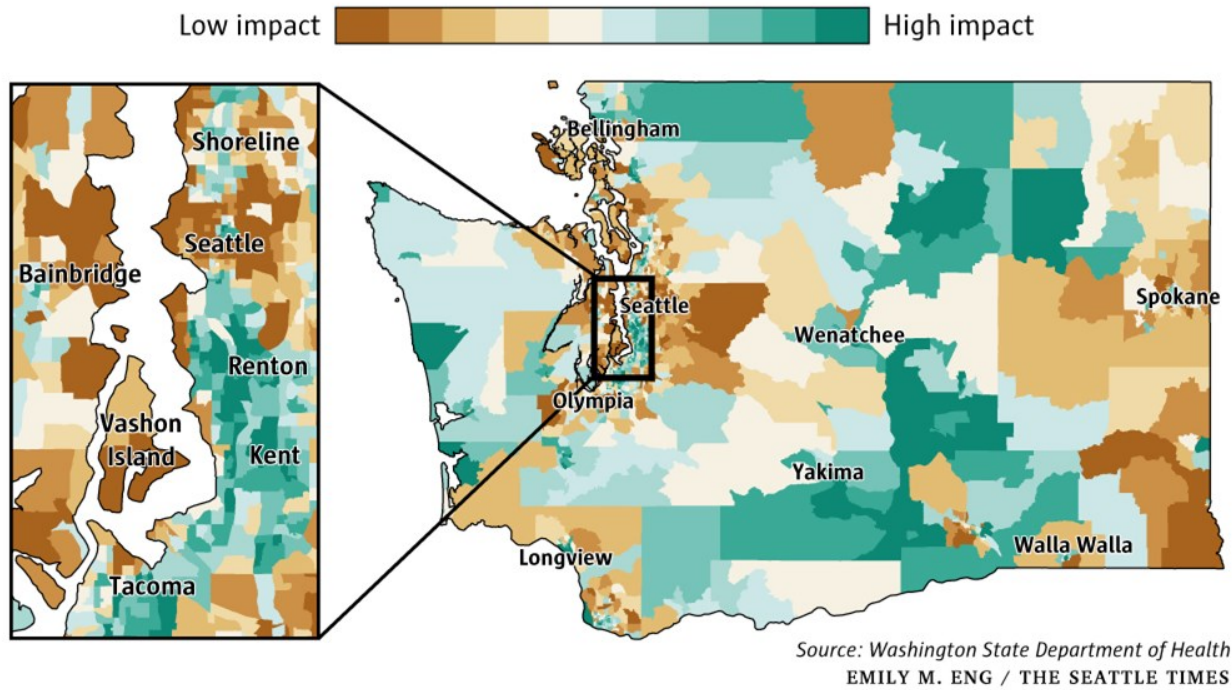 Low impact
High impact
Shoreline
Seattle
Bainbridge
Renton
Vashon
Island
Kent
Tacoma
Bellingham
Seattle
Spokane
Wenatchee
Olympia
Yakima
Longview
Walla Walla
Source: Washington State Department of Health
EMILY M. ENG / THE SEATTLE TIMES